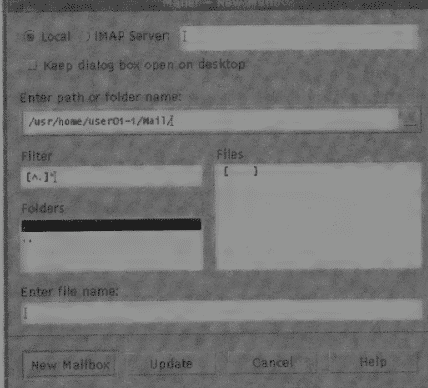 Local IMAP Server:
Keep dialog box open on desktop
Enter path or folder name:
/usr/home/user01-1/Mail/
...
Filter
Files
[^.]*
[ ]
Folders
..
Enter file name:
New Mailbox Update Cancel Help